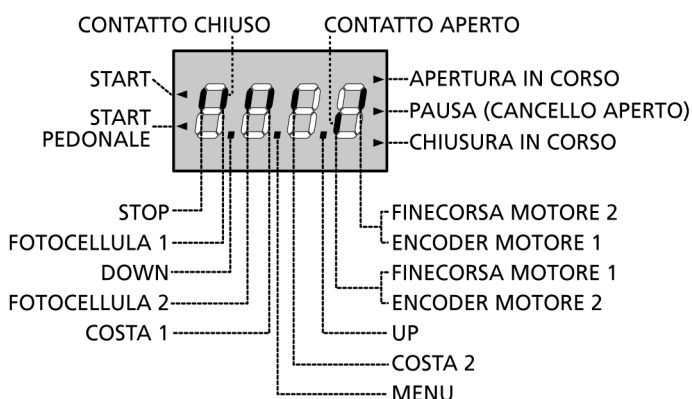 CONTATTO CHIUSO
CONTATTO APERTO
START
START
PEDONALE
APERTURA IN CORSO
PAUSA (CANCELLO APERTO)
CHIUSURA IN CORSO
STOP
FOTOCELLULA 1
DOWN
FOTOCELLULA 2
COSTA 1
FINECORSA MOTORE 2
ENCODER MOTORE 1
FINECORSA MOTORE 1
ENCODER MOTORE 2
UP
COSTA 2
MENU